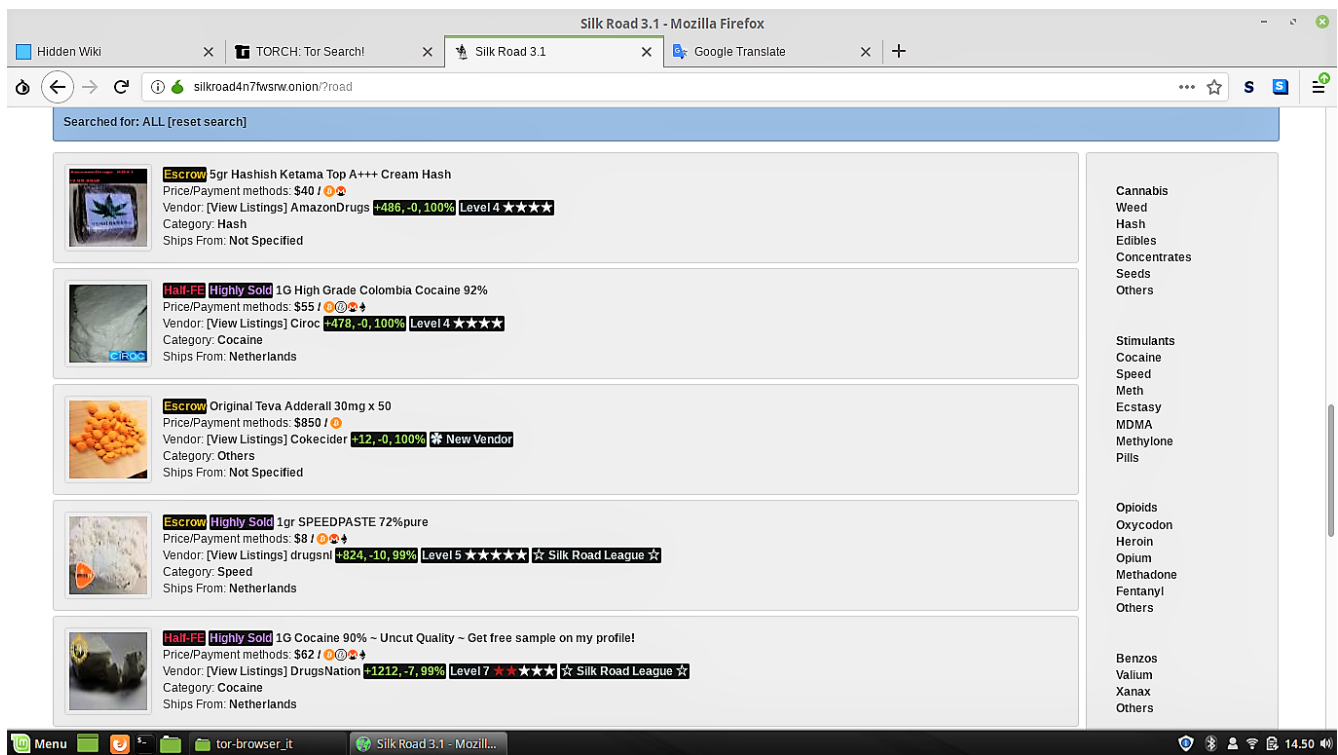 Silk Road 3.1 - Mozilla Firefox
Hidden Wiki
TORCH: Tor Search!
Silk Road 3.1
Google Translate
silkroad4n7fwsrw.onion/?road
Searched for: ALL [reset search]
Escrow 5gr Hashish Ketama Top A+++ Cream Hash
Price/Payment methods: $40 /
Vendor: [View Listings] AmazonDrugs +486, -0, 100% Level 4 ★★★★
Category: Hash
Ships From: Not Specified
Half-FE Highly Sold 1G High Grade Colombia Cocaine 92%
Price/Payment methods: $55 /
Vendor: [View Listings] Ciroc +478, -0, 100% Level 4 ★★★★
Category: Cocaine
Ships From: Netherlands
CIROC
Escrow Original Teva Adderall 30mg x 50
Price/Payment methods: $850 /
Vendor: [View Listings] Cokecider +12, -0, 100% New Vendor
Category: Others
Ships From: Not Specified
Escrow Highly Sold 1gr SPEEDPASTE 72%pure
Price/Payment methods: $8 /
Vendor: [View Listings] drugsnl +824, -10, 99% Level 5 ★★★★★ ☆ Silk Road League ☆
Category: Speed
Ships From: Netherlands
Half-FE Highly Sold 1G Cocaine 90% ~ Uncut Quality ~ Get free sample on my profile!
Price/Payment methods: $62 /
Vendor: [View Listings] DrugsNation +1212, -7, 99% Level 7 ★★★★★ ☆ Silk Road League ☆
Category: Cocaine
Ships From: Netherlands
Cannabis
Weed
Hash
Edibles
Concentrates
Seeds
Others
Stimulants
Cocaine
Speed
Meth
Ecstasy
MDMA
Methylone
Pills
Opioids
Oxycodon
Heroin
Opium
Methadone
Fentanyl
Others
Benzos
Valium
Xanax
Others
Menu
tor-browser_it
Silk Road 3.1 - Mozill...
14.50